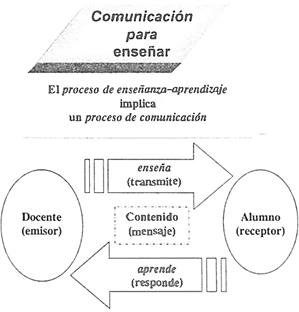 Comunicación
para
enseñar
El proceso de enseñanza-aprendizaje
implica
un proceso de comunicación
enseña
(transmite)
Docente
(emisor)
Contenido
(mensaje)
Alumno
(receptor)
aprende
(responde)